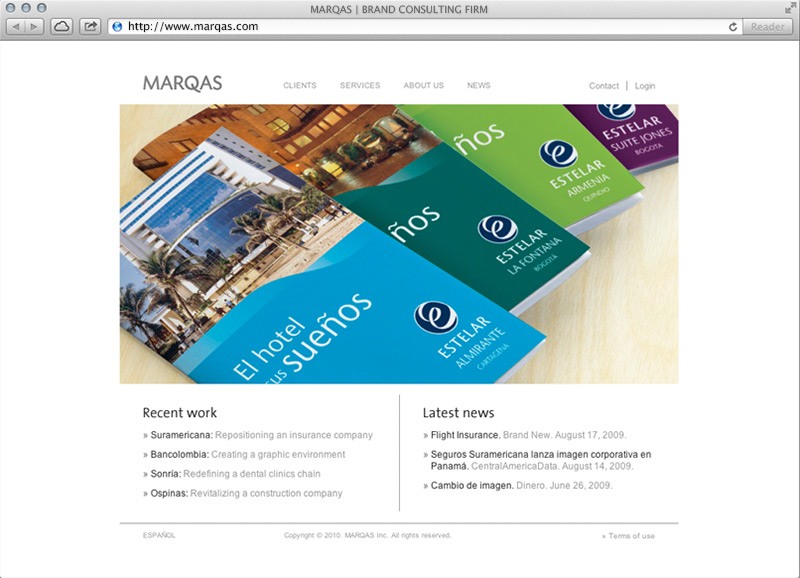 MARQAS | BRAND CONSULTING FIRM
http://www.marqas.com
Reader
MARQAS
CLIENTS SERVICES ABOUT US NEWS
Contact | Login
ños
ESTELAR
SUITE JONES
BOGOTÁ
ESTELAR
ARMENIA
QUINDÍO
ños
ESTELAR
LA FONTANA
BOGOTÁ
El hotel
sus sueños
ESTELAR
ALMIRANTE
CARTAGENA
Recent work
» Suramericana: Repositioning an insurance company
» Bancolombia: Creating a graphic environment
» Sonría: Redefining a dental clinics chain
» Ospinas: Revitalizing a construction company
Latest news
» Flight Insurance. Brand New. August 17, 2009.
» Seguros Suramericana lanza imagen corporativa en
Panamá. CentralAmericaData. August 14, 2009.
» Cambio de imagen. Dinero. June 26, 2009.
ESPAÑOL
Copyright © 2010. MARQAS Inc. All rights reserved.
» Terms of use